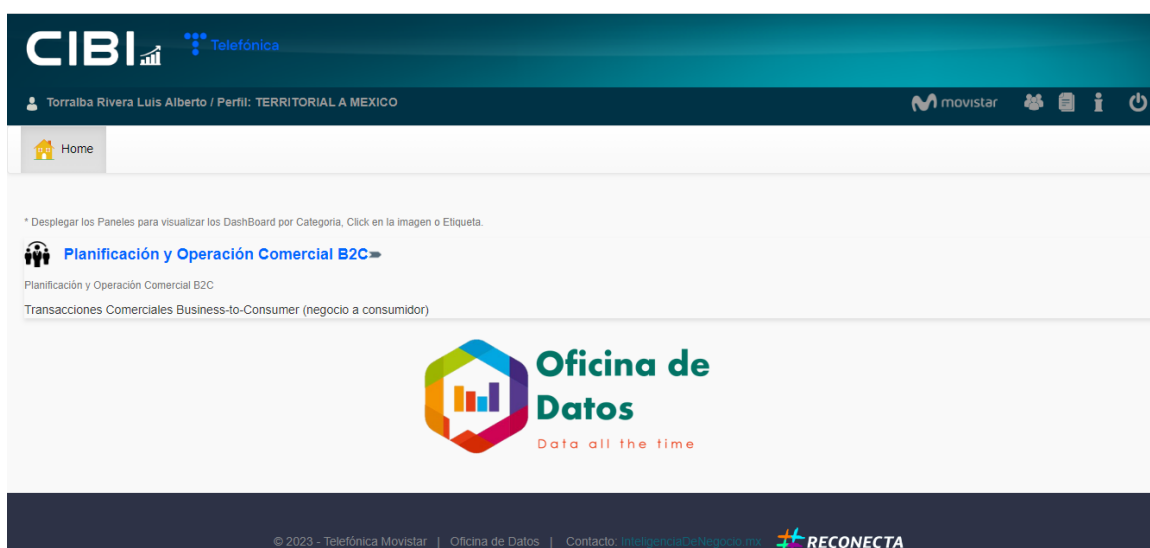 CIBI Telefónica
Torralba Rivera Luis Alberto / Perfil: TERRITORIAL A MEXICO movistar
Home
* Desplegar los Paneles para visualizar los DashBoard por Categoria, Click en la imagen o Etiqueta.
Planificación y Operación Comercial B2C
Planificación y Operación Comercial B2C
Transacciones Comerciales Business-to-Consumer (negocio a consumidor)
Oficina de
Datos
Data all the time
© 2023 - Telefónica Movistar | Oficina de Datos | Contacto: InteligenciaDeNegocio.mx RECONECTA